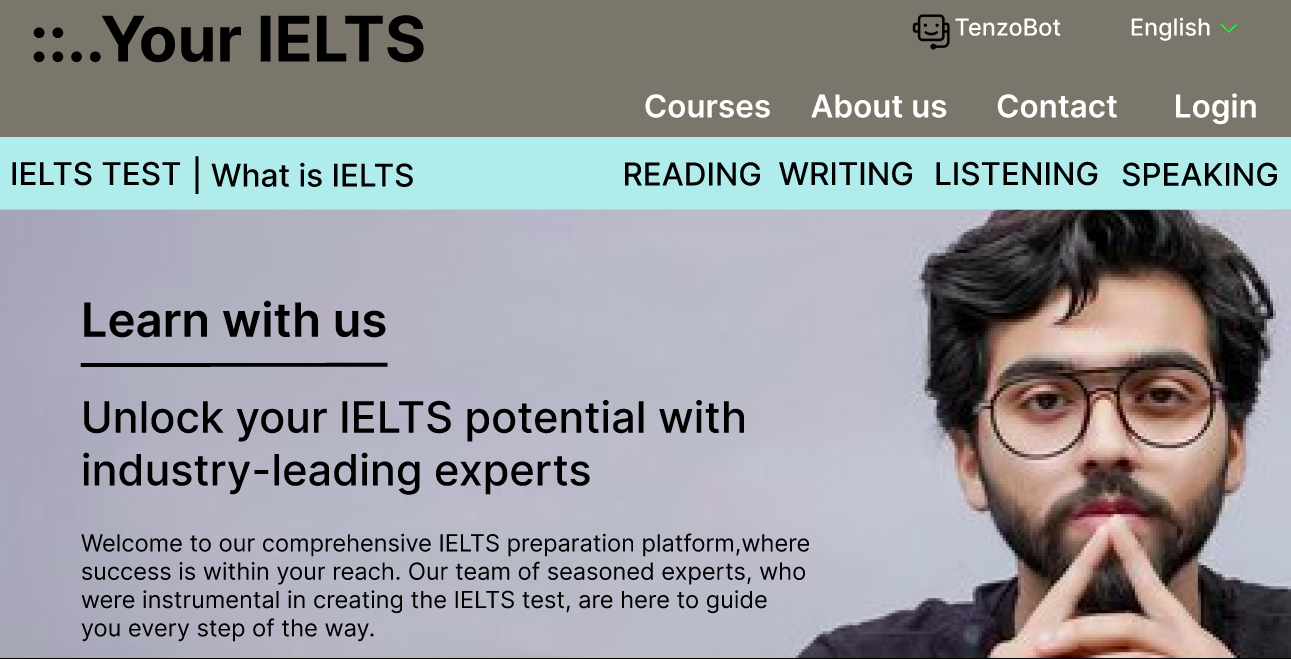 ::..Your IELTS
TenzoBot
English
Courses About us Contact Login
IELTS TEST | What is IELTS
READING WRITING LISTENING SPEAKING
Learn with us
Unlock your IELTS potential with
industry-leading experts
Welcome to our comprehensive IELTS preparation platform,where
success is within your reach. Our team of seasoned experts, who
were instrumental in creating the IELTS test, are here to guide
you every step of the way.